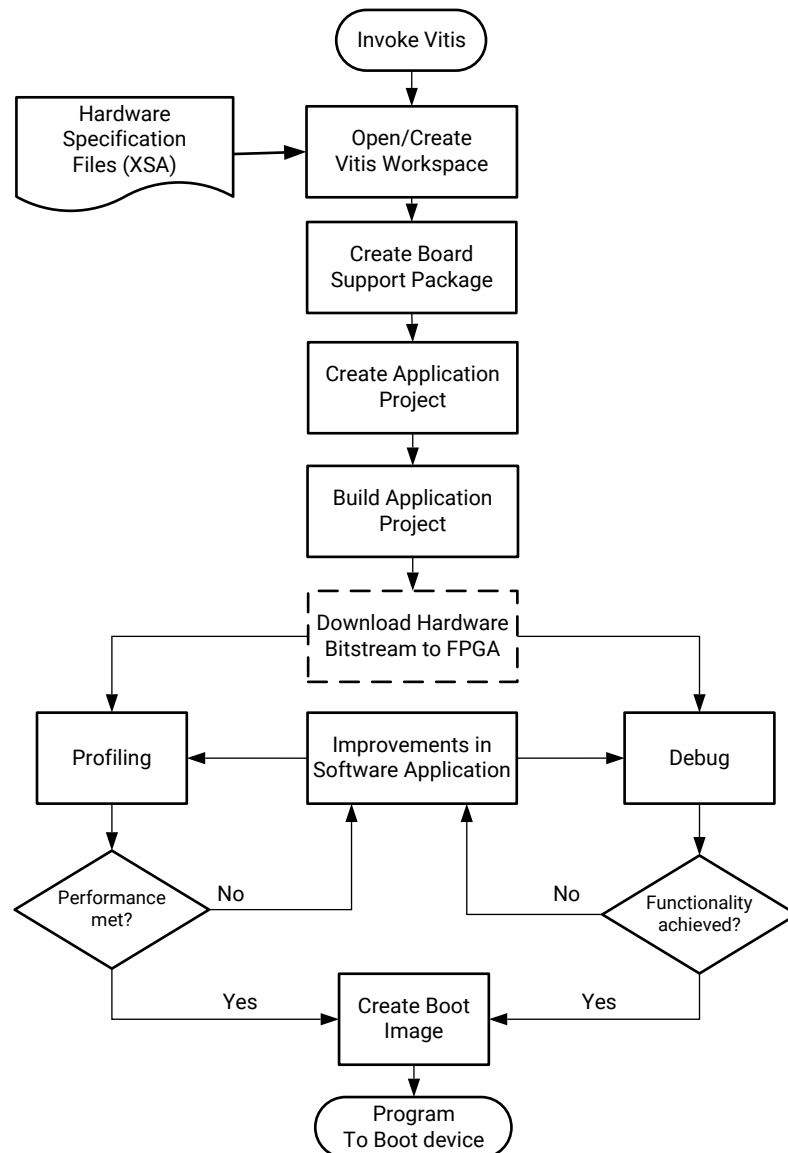 Invoke Vitis
Hardware
Specification
Files (XSA)
Open/Create
Vitis Workspace
Create Board
Support Package
Create Application
Project
Build Application
Project
Download Hardware
Bitstream to FPGA
Profiling
Improvements in
Software Application
Debug
Performance
met?
No
No
Functionality
achieved?
Yes
Create Boot
Image
Yes
Program
To Boot device